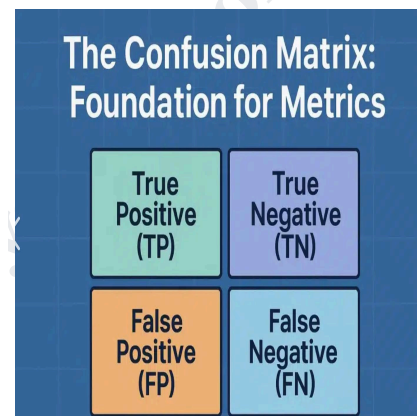 The Confusion Matrix:
Foundation for Metrics
True
Positive
(TP)
True
Negative
(TN)
False
Positive
(FP)
False
Negative
(FN)